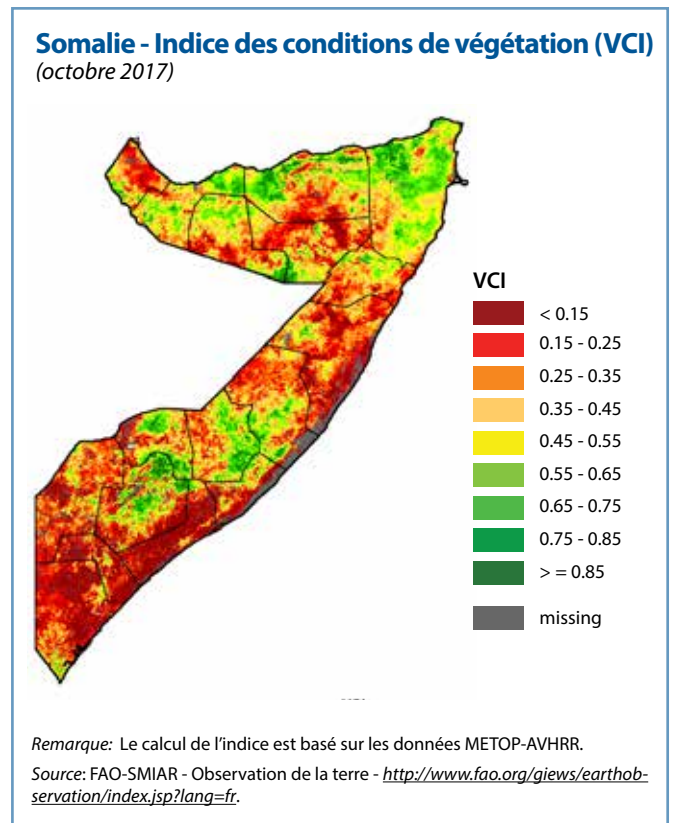 Somalie - Indice des conditions de végétation (VCI)
(octobre 2017)
VCI
< 0.15
0.15 - 0.25
0.25 - 0.35
0.35 - 0.45
0.45 - 0.55
0.55 - 0.65
0.65 - 0.75
0.75 - 0.85
> = 0.85
missing
Remarque: Le calcul de l’indice est basé sur les données METOP-AVHRR.
Source: FAO-SMIAR - Observation de la terre - http://www.fao.org/giews/earthob-
servation/index.jsp?lang=fr.